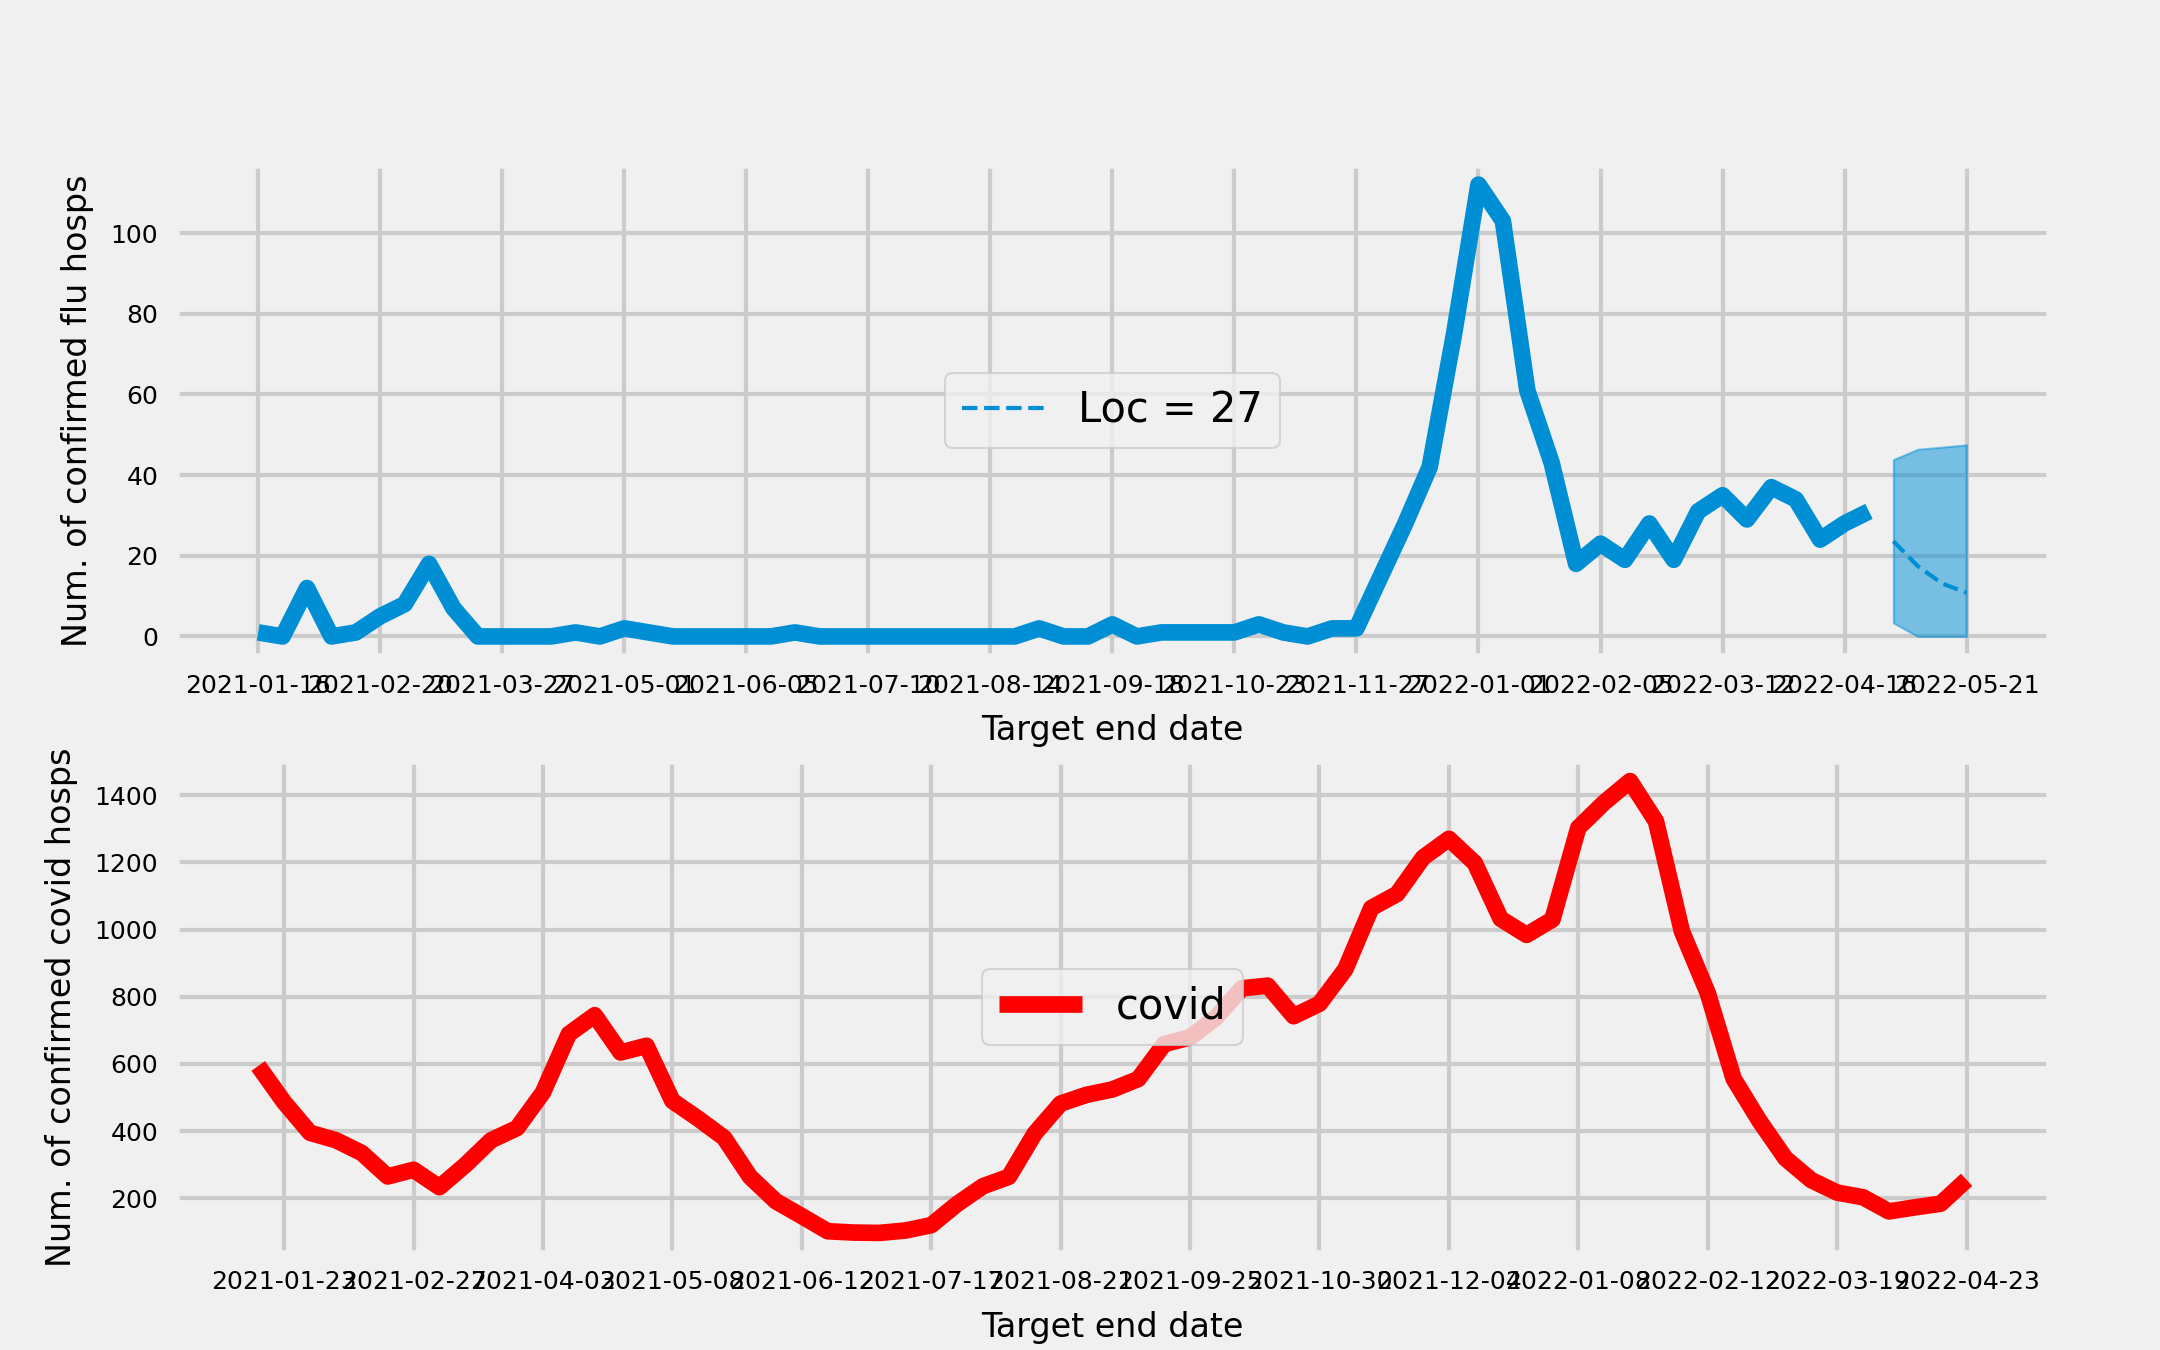 Num. of confirmed flu hosps
100
80
60
40
20
0
Loc = 27
2021-01-16 2021-02-20 2021-03-27 2021-05-01 2021-06-05 2021-07-10 2021-08-14 2021-09-18 2021-10-23 2021-11-27 2022-01-01 2022-02-05 2022-03-12 2022-04-16 2022-05-21
Target end date
Num. of confirmed covid hosps
1400
1200
1000
800
600
400
200
covid
2021-01-23 2021-02-27 2021-04-03 2021-05-08 2021-06-12 2021-07-17 2021-08-21 2021-09-25 2021-10-30 2021-12-04 2022-01-08 2022-02-12 2022-03-19 2022-04-23
Target end date